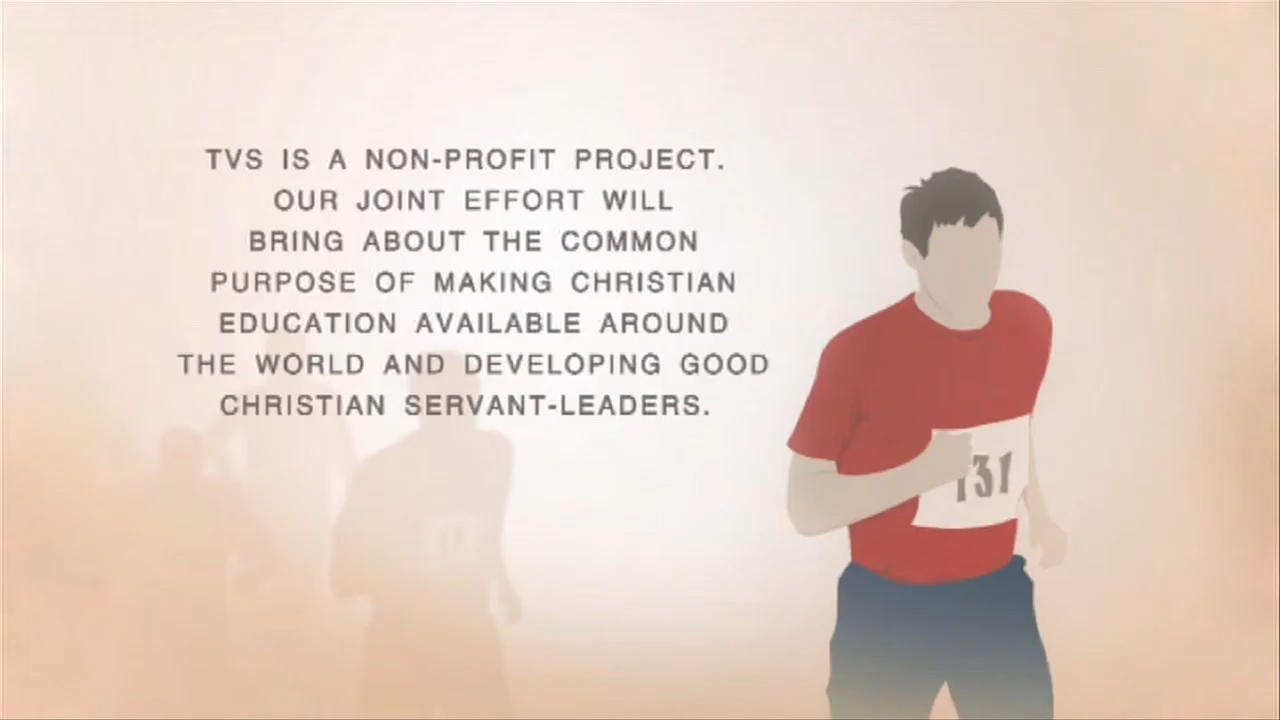 TVS IS A NON-PROFIT PROJECT.
OUR JOINT EFFORT WILL
BRING ABOUT THE COMMON
PURPOSE OF MAKING CHRISTIAN
EDUCATION AVAILABLE AROUND
THE WORLD AND DEVELOPING GOOD
CHRISTIAN SERVANT-LEADERS.
131